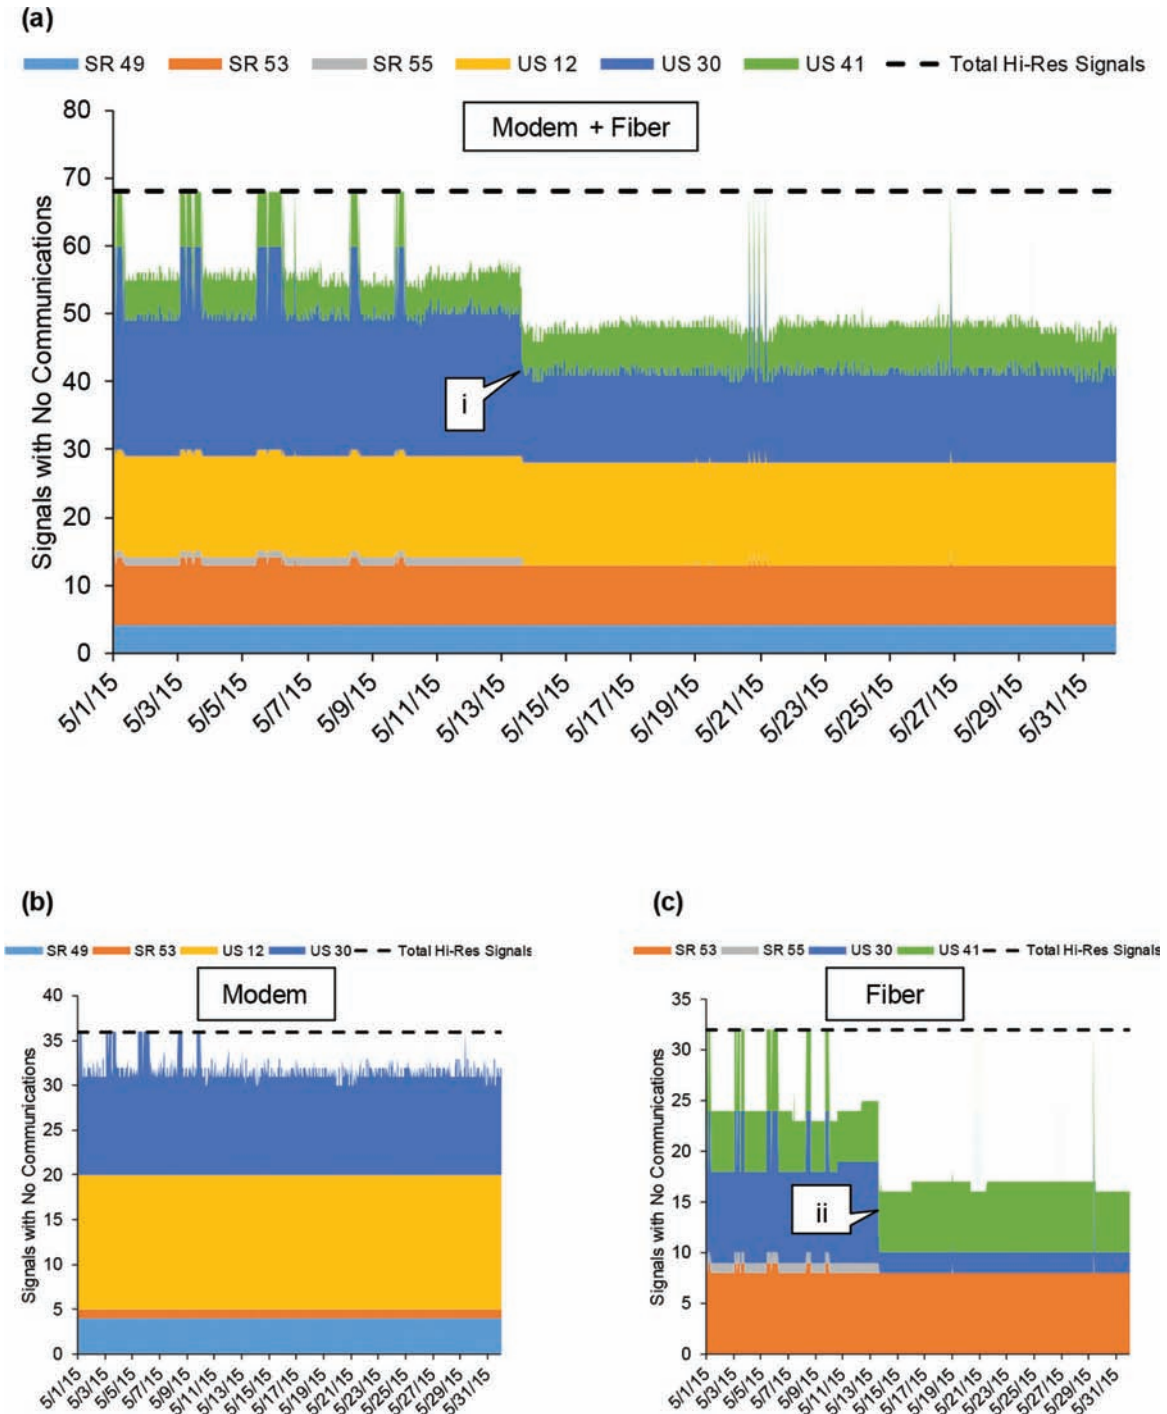 (a)
SR 49 SR 53 SR 55 US 12 US 30 US 41 Total Hi-Res Signals
Modem + Fiber
Signals with No Communications
80
70
60
50
40
30
20
10
0
i
5/1/15 5/3/15 5/5/15 5/7/15 5/9/15 5/11/15 5/13/15 5/15/15 5/17/15 5/19/15 5/21/15 5/23/15 5/25/15 5/27/15 5/29/15 5/31/15
(b)
SR 49 SR 53 US 12 US 30 Total Hi-Res Signals
Modem
Signals with No Communications
40
35
30
25
20
15
10
5
0
5/1/15 5/3/15 5/5/15 5/7/15 5/9/15 5/11/15 5/13/15 5/15/15 5/17/15 5/19/15 5/21/15 5/23/15 5/25/15 5/27/15 5/29/15 5/31/15
(c)
SR 53 SR 55 US 30 US 41 Total Hi-Res Signals
Fiber
Signals with No Communications
35
30
25
20
15
10
5
0
ii
5/1/15 5/3/15 5/5/15 5/7/15 5/9/15 5/11/15 5/13/15 5/15/15 5/17/15 5/19/15 5/21/15 5/23/15 5/25/15 5/27/15 5/29/15 5/31/15